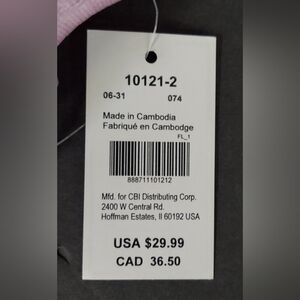 10121-2
06-31 074
Made in Cambodia
Fabriqué en Cambodge
FL_1
888711101212
Mfd. for CBI Distributing Corp.
2400 W Central Rd.
Hoffman Estates, Il 60192 USA
USA $29.99
CAD 36.50